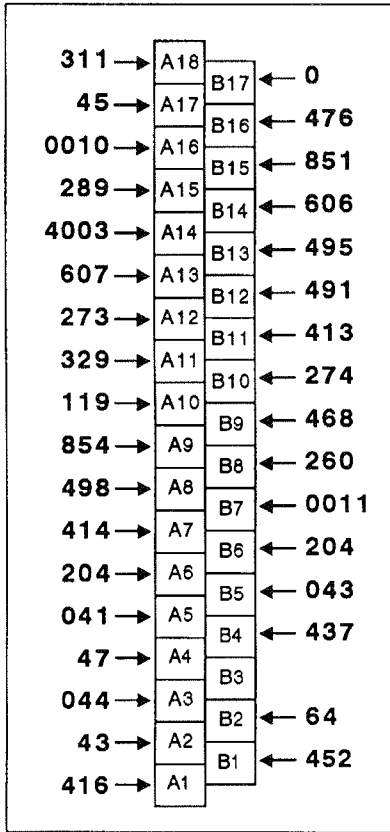 311 → A18
B17 ← 0
45 → A17
B16 ← 476
0010 → A16
B15 ← 851
289 → A15
B14 ← 606
4003 → A14
B13 ← 495
607 → A13
B12 ← 491
273 → A12
B11 ← 413
329 → A11
B10 ← 274
119 → A10
B9 ← 468
854 → A9
B8 ← 260
498 → A8
B7 ← 0011
414 → A7
B6 ← 204
204 → A6
B5 ← 043
041 → A5
B4 ← 437
47 → A4
B3
044 → A3
B2 ← 64
43 → A2
B1 ← 452
416 → A1